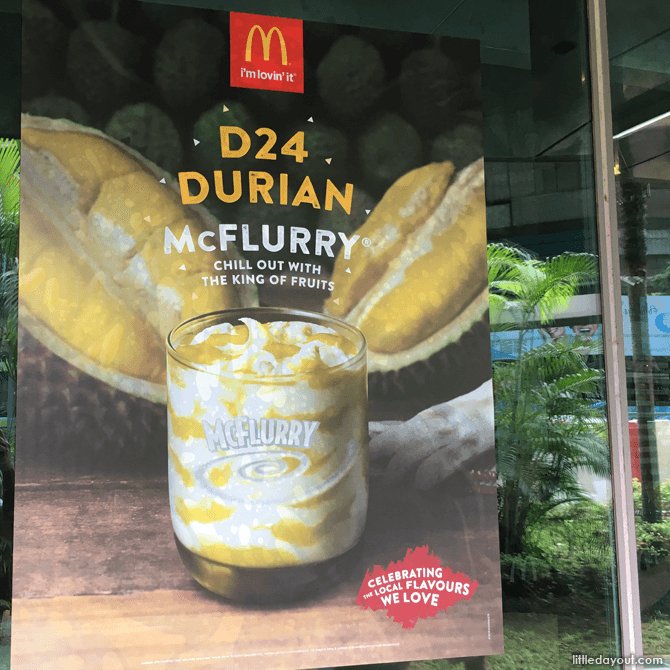 i'm lovin' it®
D24
DURIAN
McFLURRY®
CHILL OUT WITH
THE KING OF FRUITS
McFLURRY
CELEBRATING
THE LOCAL FLAVOURS
WE LOVE
littledayout.com